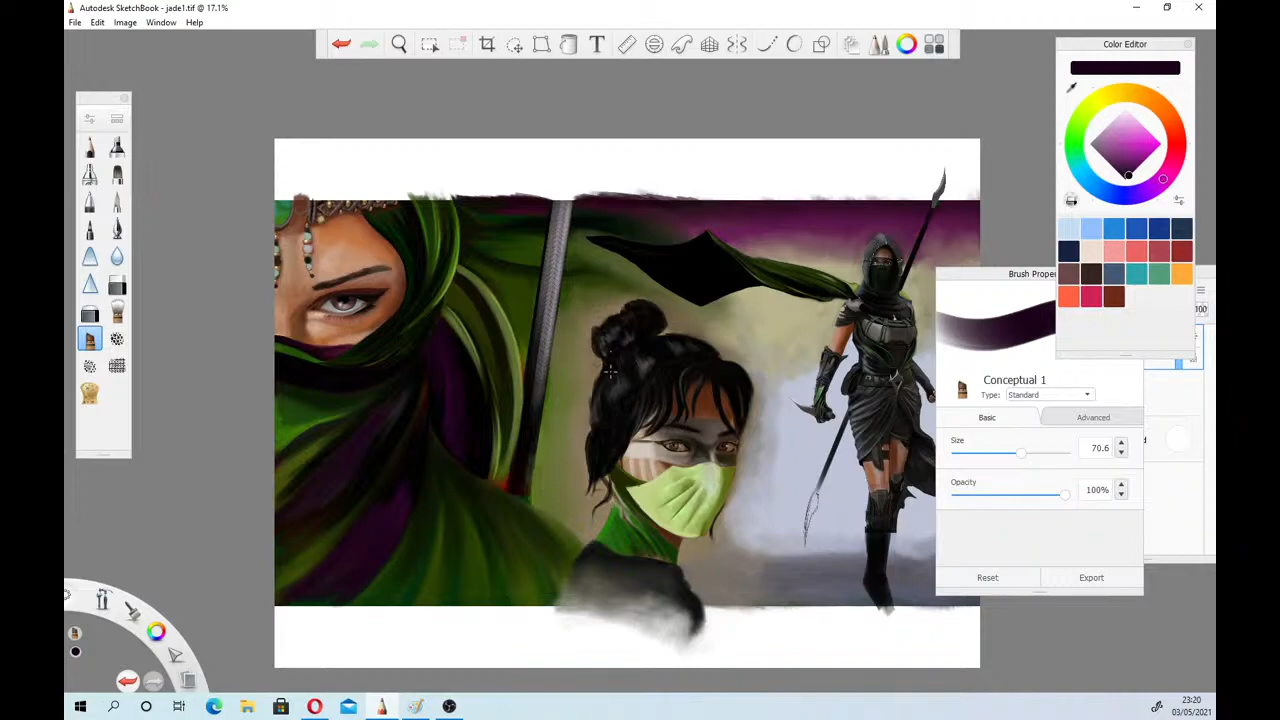 Autodesk SketchBook - jade1.tif @ 17.1%
File Edit Image Window Help
T
Color Editor
Brush Prope
Conceptual 1
Type: Standard
Basic Advanced
Size
70.6
Opacity
100%
Reset Export
23:20
03/05/2021